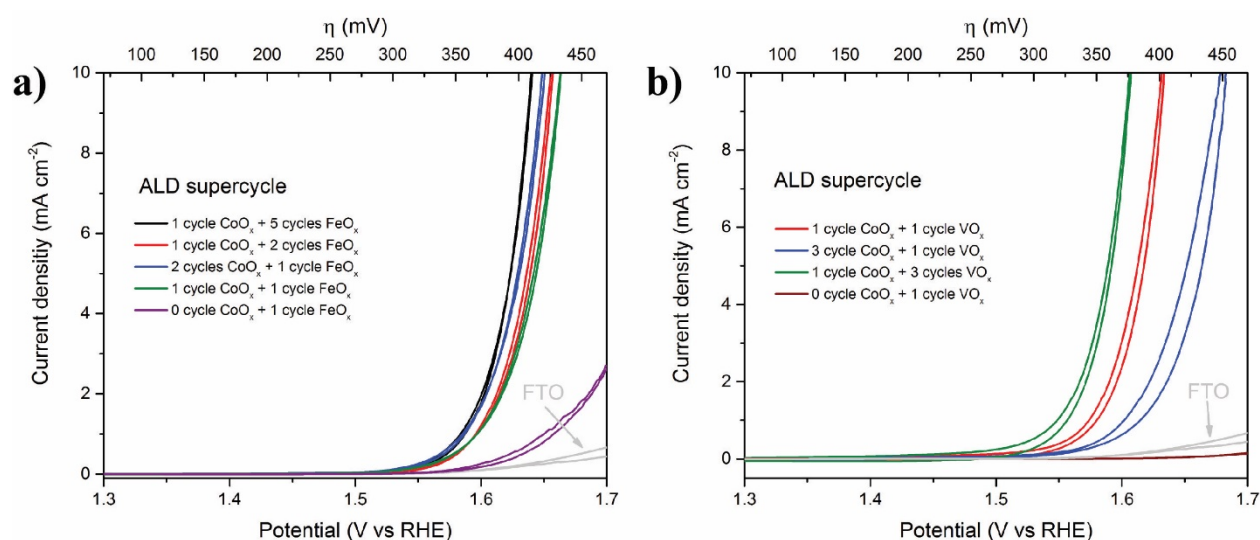 a)
η (mV)
100 150 200 250 300 350 400 450
10
8
6
4
2
0
Current densitiy (mA cm⁻²)
ALD supercycle
1 cycle CoOₓ + 5 cycles FeOₓ
1 cycle CoOₓ + 2 cycles FeOₓ
2 cycles CoOₓ + 1 cycle FeOₓ
1 cycle CoOₓ + 1 cycle FeOₓ
0 cycle CoOₓ + 1 cycle FeOₓ
FTO
1.3 1.4 1.5 1.6 1.7
Potential (V vs RHE)
b)
η (mV)
100 150 200 250 300 350 400 450
10
8
6
4
2
0
Current density (mA cm⁻²)
ALD supercycle
1 cycle CoOₓ + 1 cycle VOₓ
3 cycle CoOₓ + 1 cycle VOₓ
1 cycle CoOₓ + 3 cycles VOₓ
0 cycle CoOₓ + 1 cycle VOₓ
FTO
1.3 1.4 1.5 1.6 1.7
Potential (V vs RHE)